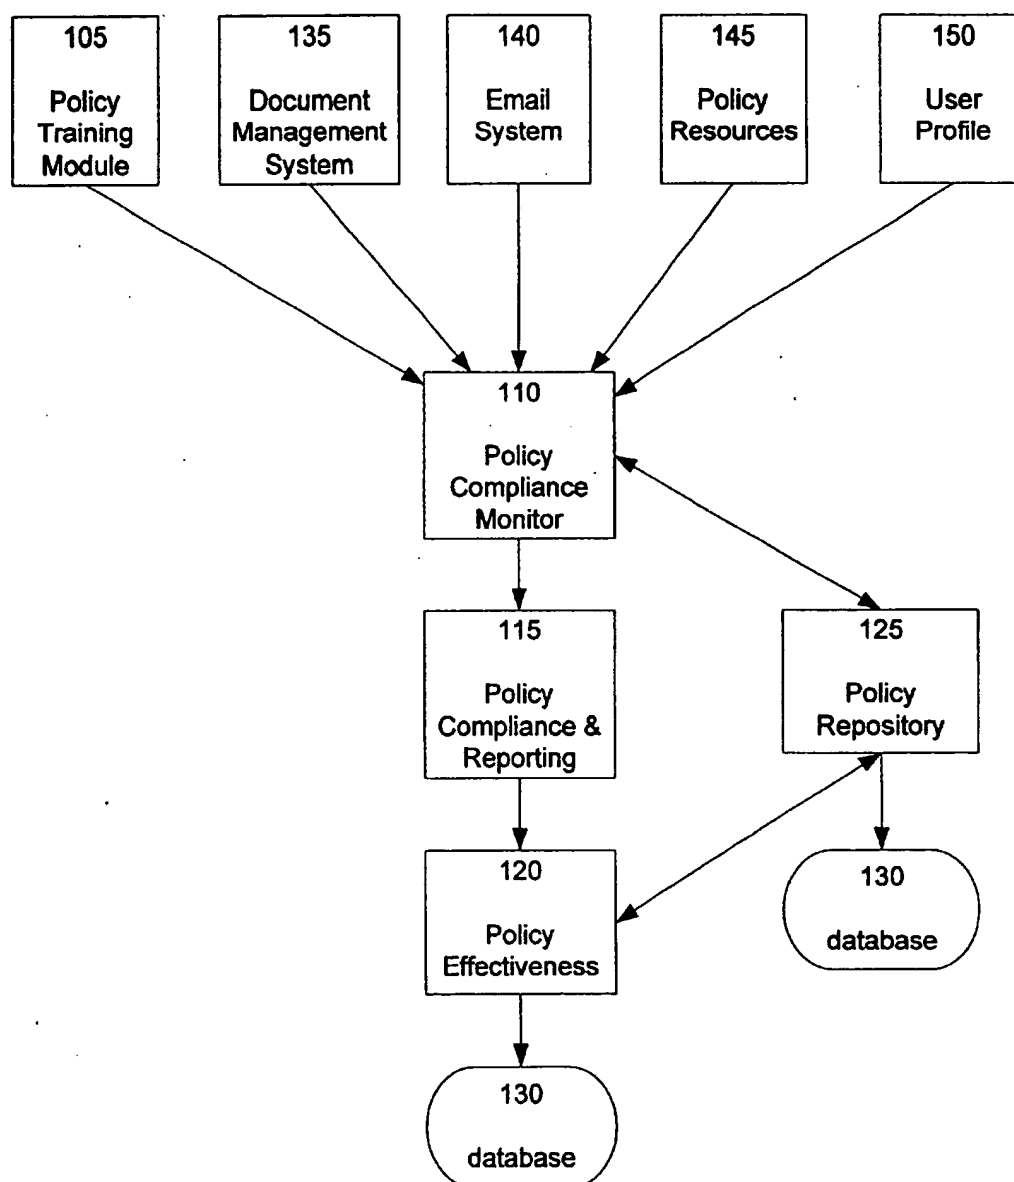 105
Policy
Training
Module
135
Document
Management
System
140
Email
System
145
Policy
Resources
150
User
Profile
110
Policy
Compliance
Monitor
115
Policy
Compliance &
Reporting
125
Policy
Repository
120
Policy
Effectiveness
130
database
130
database